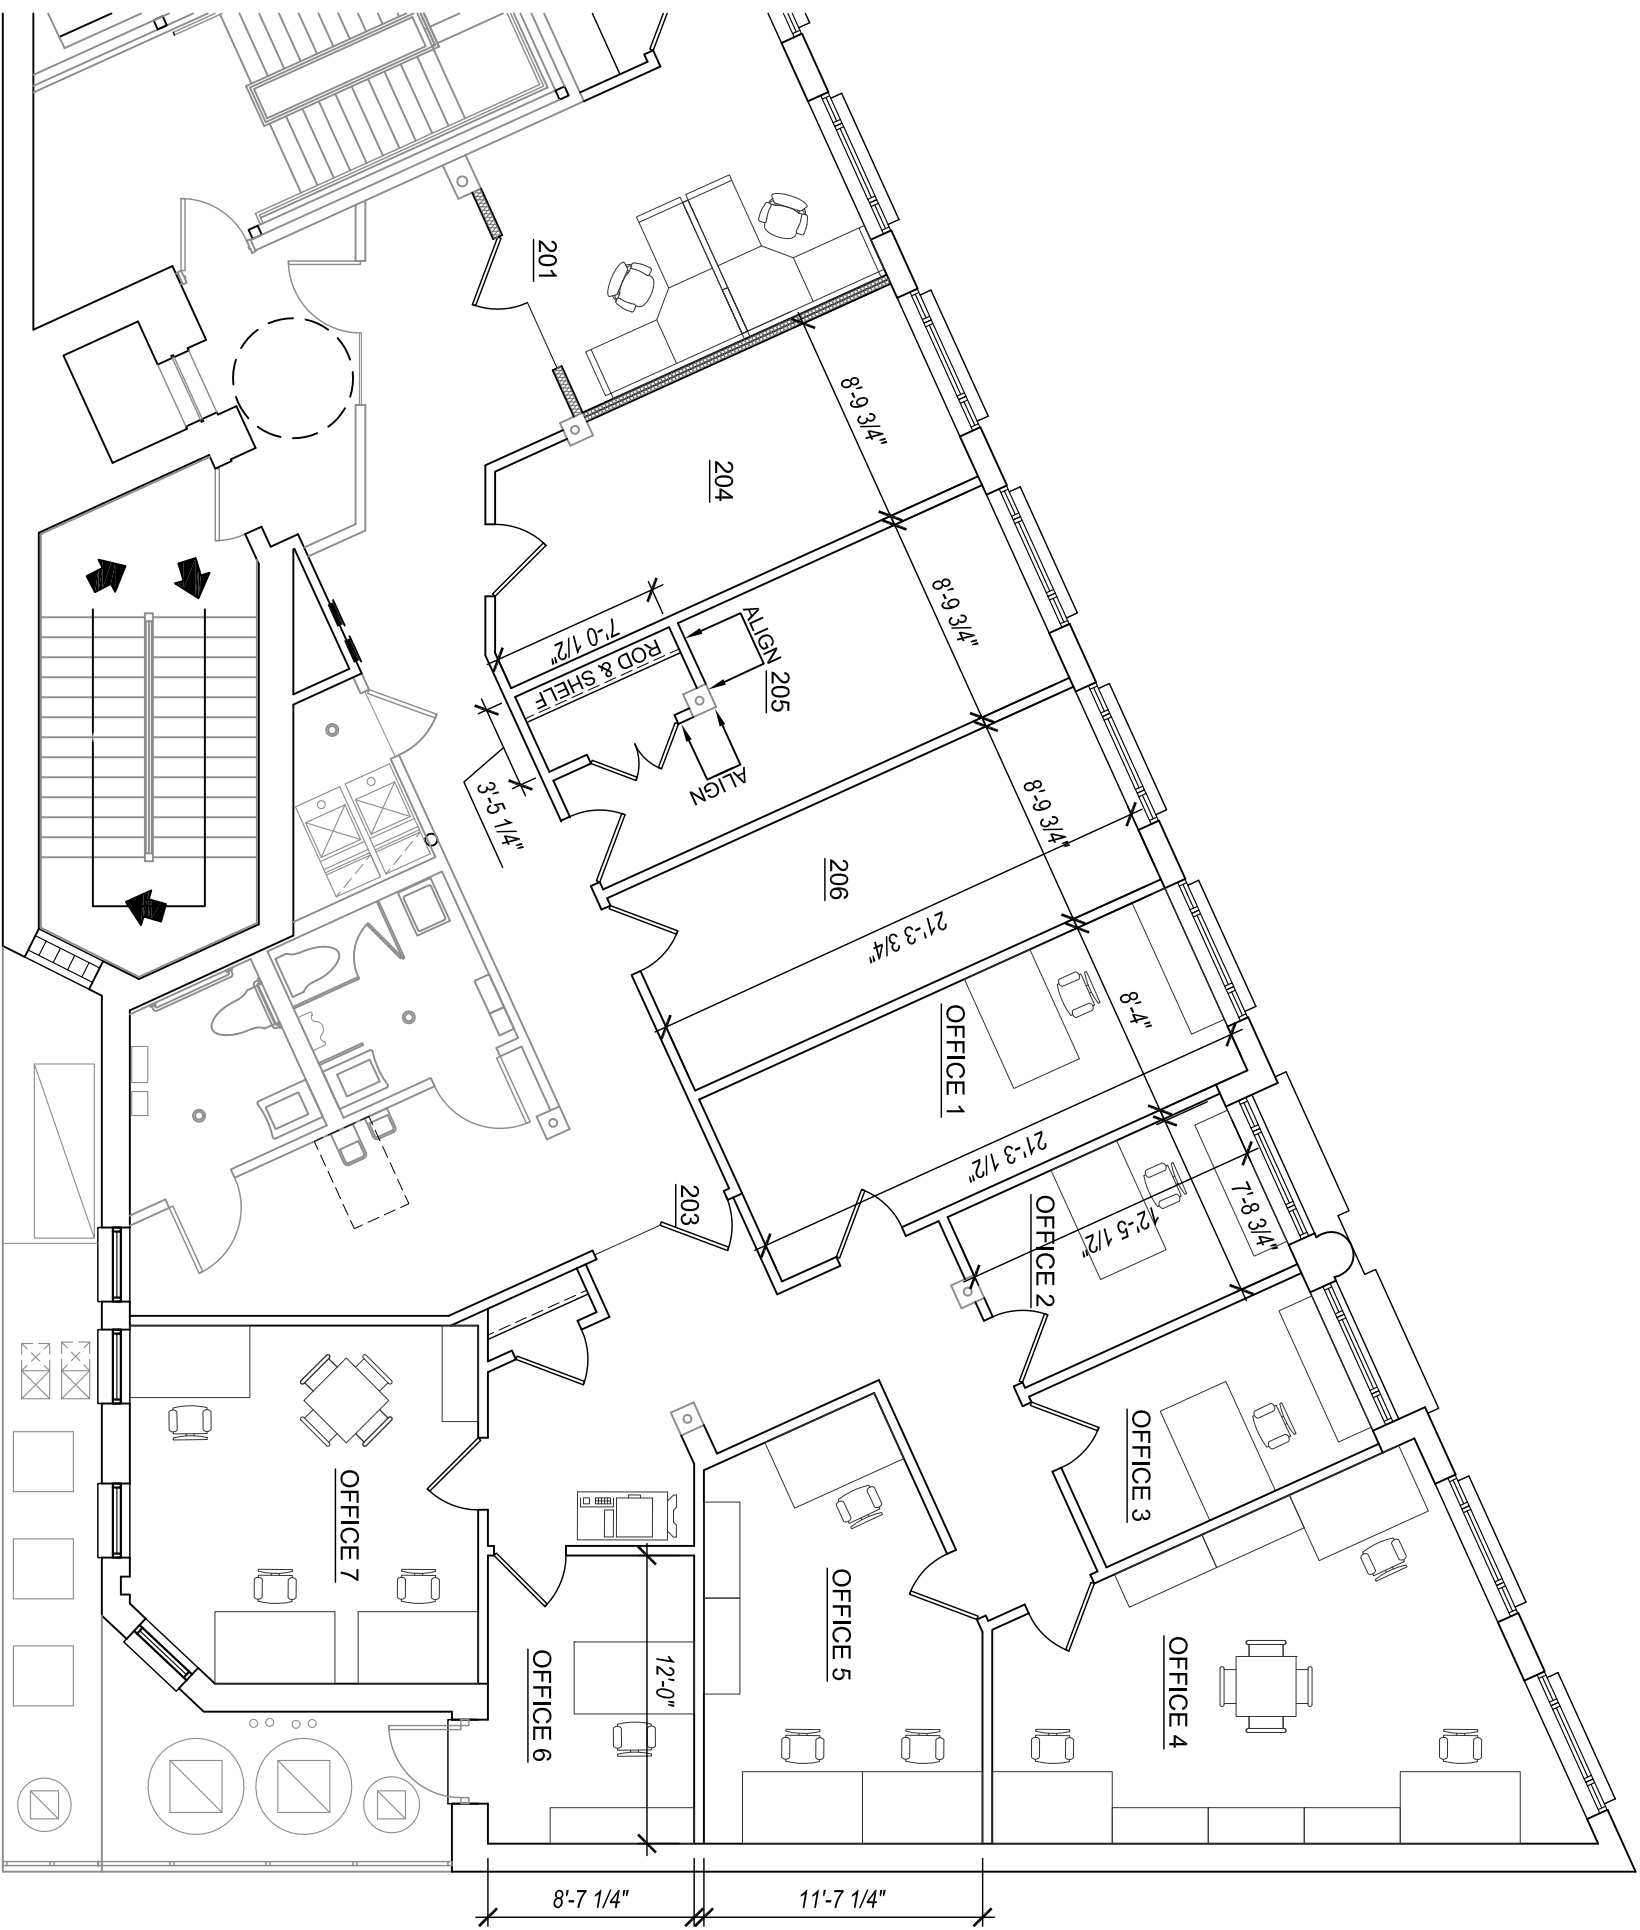 201
8'-9 3/4"
204
8'-9 3/4"
7'-0 1/2"
ROD & SHELF
ALIGN
205
ALIGN
3'-5 1/4"
8'-9 3/4"
206
21'-3 3/4"
8'-4"
OFFICE 1
21'-3 1/2"
203
7'-8 3/4"
12'-5 1/2"
OFFICE 2
OFFICE 3
OFFICE 7
OFFICE 5
OFFICE 4
OFFICE 6
12'-0"
8'-7 1/4"
11'-7 1/4"